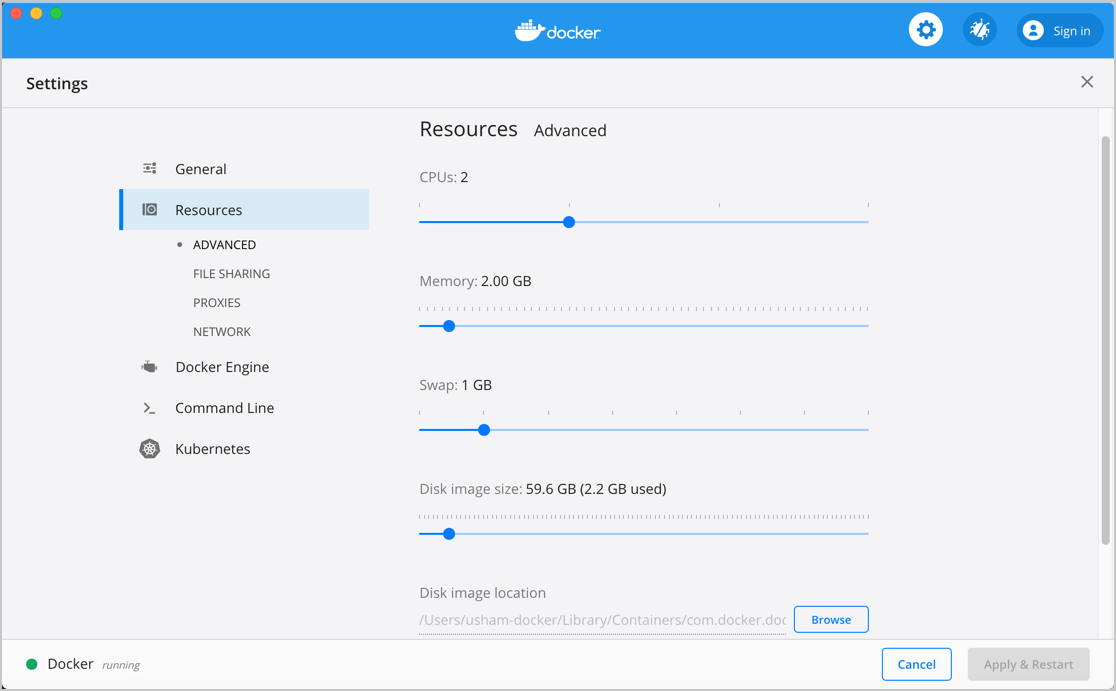 docker
Sign in
Settings
General
Resources
ADVANCED
FILE SHARING
PROXIES
NETWORK
Docker Engine
Command Line
Kubernetes
Resources Advanced
CPUs: 2
Memory: 2.00 GB
Swap: 1 GB
Disk image size: 59.6 GB (2.2 GB used)
Disk image location
/Users/usham-docker/Library/Containers/com.docker.doc
Browse
Docker running
Cancel
Apply & Restart